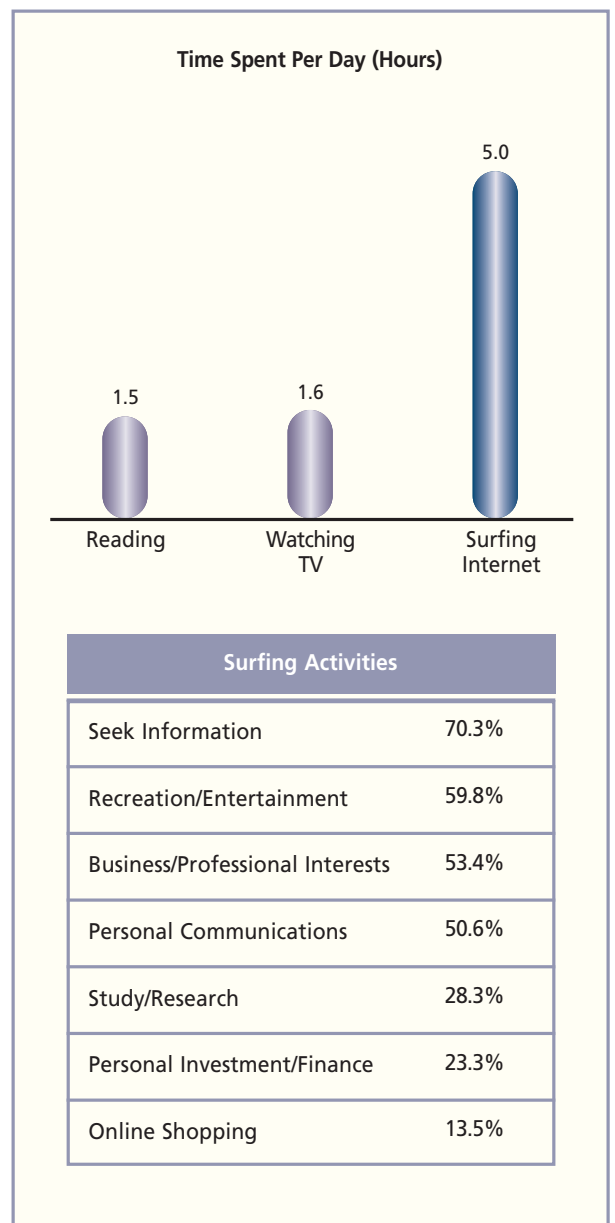 Time Spent Per Day (Hours)
5.0
1.5
1.6
Reading
Watching
TV
Surfing
Internet
Surfing Activities
Seek Information 70.3%
Recreation/Entertainment 59.8%
Business/Professional Interests 53.4%
Personal Communications 50.6%
Study/Research 28.3%
Personal Investment/Finance 23.3%
Online Shopping 13.5%